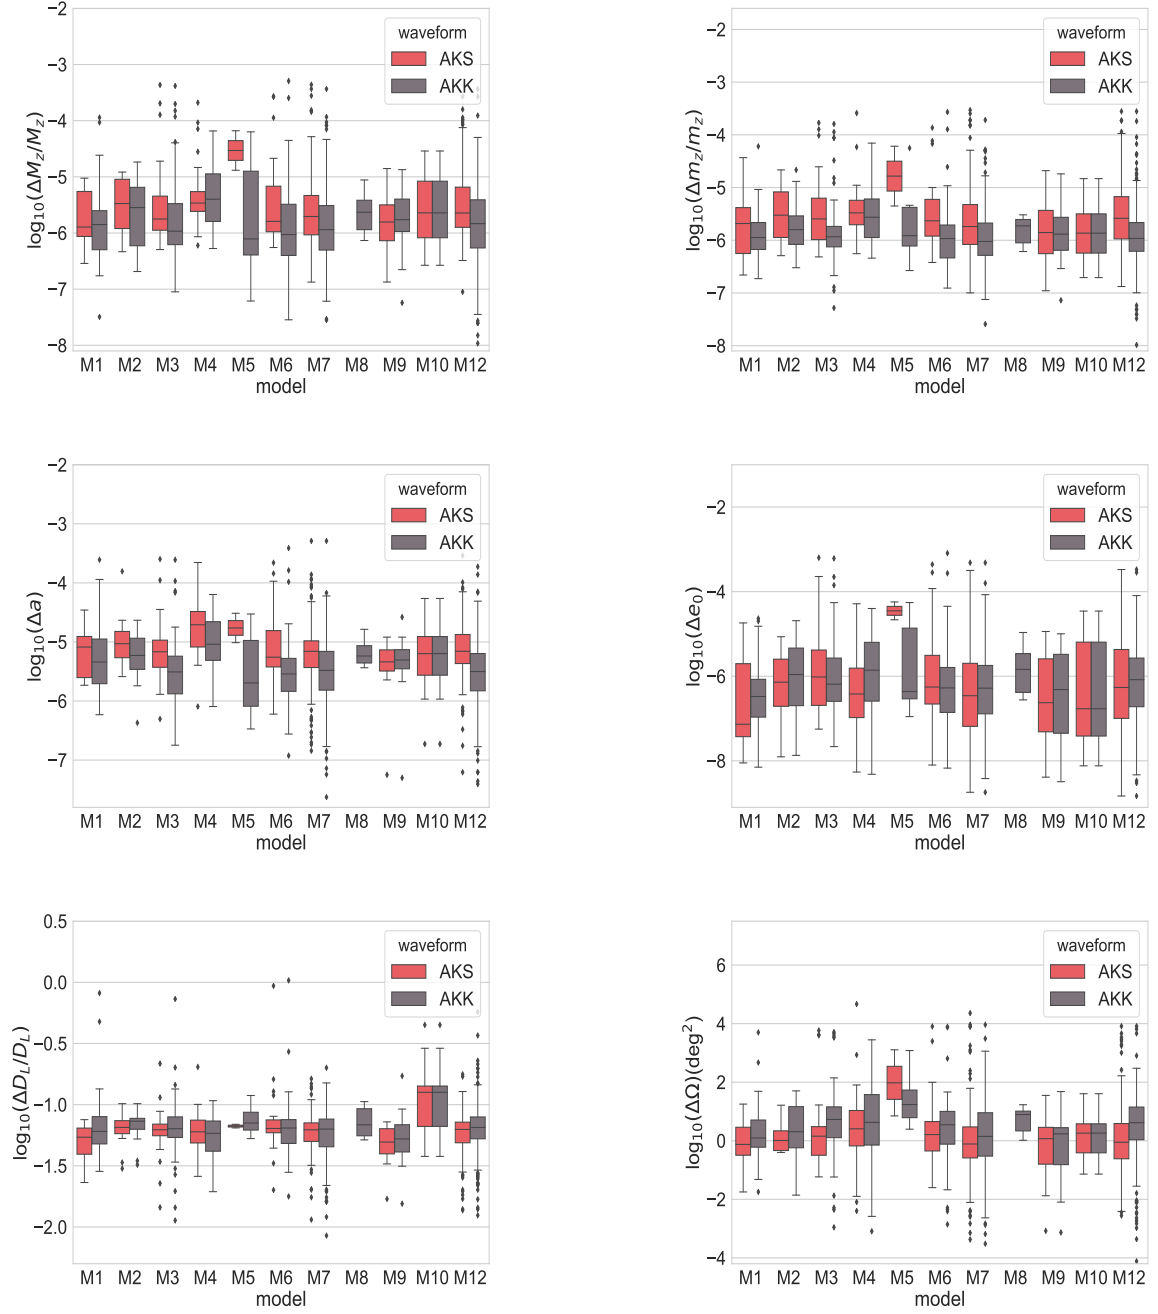 −2
−3
−4
−5
−6
−7
−8
log₁₀(ΔM_z/M_z)
waveform
AKS
AKK
M1 M2 M3 M4 M5 M6 M7 M8 M9 M10 M12
model
−2
−3
−4
−5
−6
−7
−8
log₁₀(Δm_z/m_z)
waveform
AKS
AKK
M1 M2 M3 M4 M5 M6 M7 M8 M9 M10 M12
model
−2
−3
−4
−5
−6
−7
log₁₀(Δa)
waveform
AKS
AKK
M1 M2 M3 M4 M5 M6 M7 M8 M9 M10 M12
model
−2
−4
−6
−8
log₁₀(Δe₀)
waveform
AKS
AKK
M1 M2 M3 M4 M5 M6 M7 M8 M9 M10 M12
model
0.5
0.0
−0.5
−1.0
−1.5
−2.0
log₁₀(ΔD_L/D_L)
waveform
AKS
AKK
M1 M2 M3 M4 M5 M6 M7 M8 M9 M10 M12
model
6
4
2
0
−2
−4
log₁₀(ΔΩ)(deg²)
waveform
AKS
AKK
M1 M2 M3 M4 M5 M6 M7 M8 M9 M10 M12
model